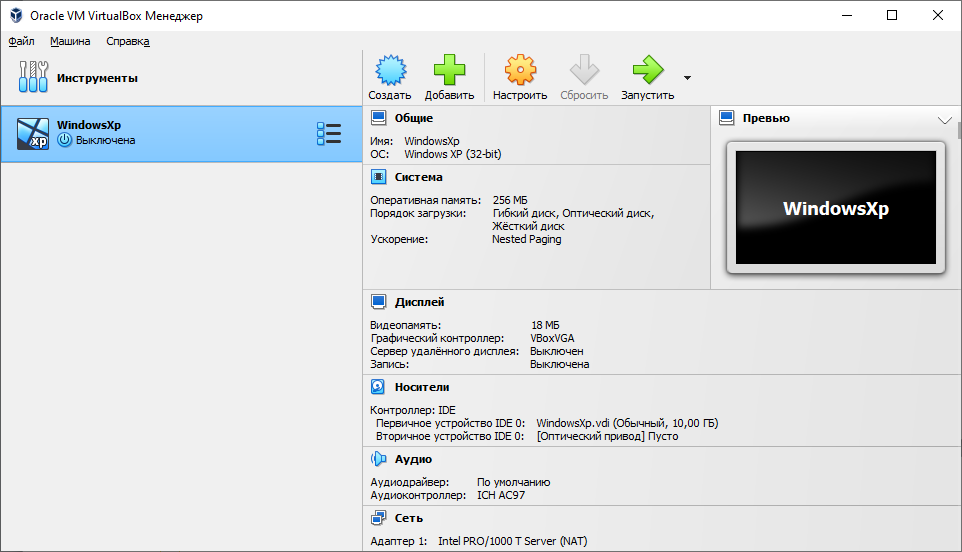 Oracle VM VirtualBox Менеджер
Файл Машина Справка
Инструменты
Создать Добавить Настроить Сбросить Запустить
xp
WindowsXp
Выключена
Общие
Имя: WindowsXp
ОС: Windows XP (32-bit)
Превью
WindowsXp
Система
Оперативная память: 256 МБ
Порядок загрузки: Гибкий диск, Оптический диск,
Жёсткий диск
Ускорение: Nested Paging
Дисплей
Видеопамять: 18 МБ
Графический контроллер: VBoxVGA
Сервер удалённого дисплея: Выключен
Запись: Выключена
Носители
Контроллер: IDE
Первичное устройство IDE 0: WindowsXp.vdi (Обычный, 10,00 ГБ)
Вторичное устройство IDE 0: [Оптический привод] Пусто
Аудио
Аудиодрайвер: По умолчанию
Аудиоконтроллер: ICH AC97
Сеть
Адаптер 1: Intel PRO/1000 T Server (NAT)